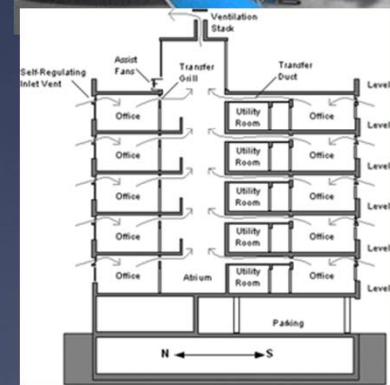 Ventilation
Stack
Assist
Fans
Transfer
Grill
Transfer
Duct
Self-Regulating
Inlet Vent
Level
Office
Utility
Room
Office
Level
Office
Utility
Room
Office
Level
Office
Utility
Room
Office
Level
Office
Utility
Room
Office
Level
Office
Atrium
Utility
Room
Office
Level
Parking
N
S